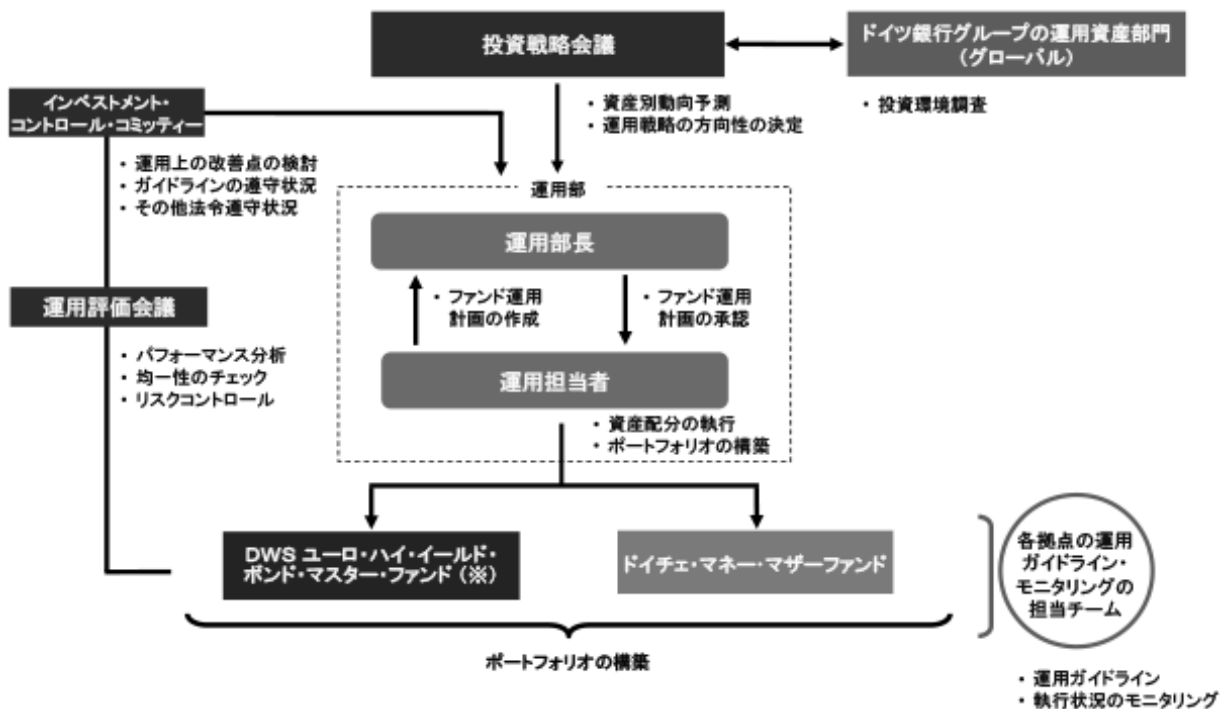 投資戦略会議
ドイツ銀行グループの運用資産部門
（グローバル）
・投資環境調査
・資産別動向予測
・運用戦略の方向性の決定
インベストメント・
コントロール・コミッティー
・運用上の改善点の検討
・ガイドラインの遵守状況
・その他法令遵守状況
運用部
運用部長
・ファンド運用
計画の作成
・ファンド運用
計画の承認
運用評価会議
・パフォーマンス分析
・均一性のチェック
・リスクコントロール
運用担当者
・資産配分の執行
・ポートフォリオの構築
DWS ユーロ・ハイ・イールド・
ボンド・マスター・ファンド（※）
ドイチェ・マネー・マザーファンド
各拠点の運用
ガイドライン・
モニタリングの
担当チーム
ポートフォリオの構築
・運用ガイドライン
・執行状況のモニタリング